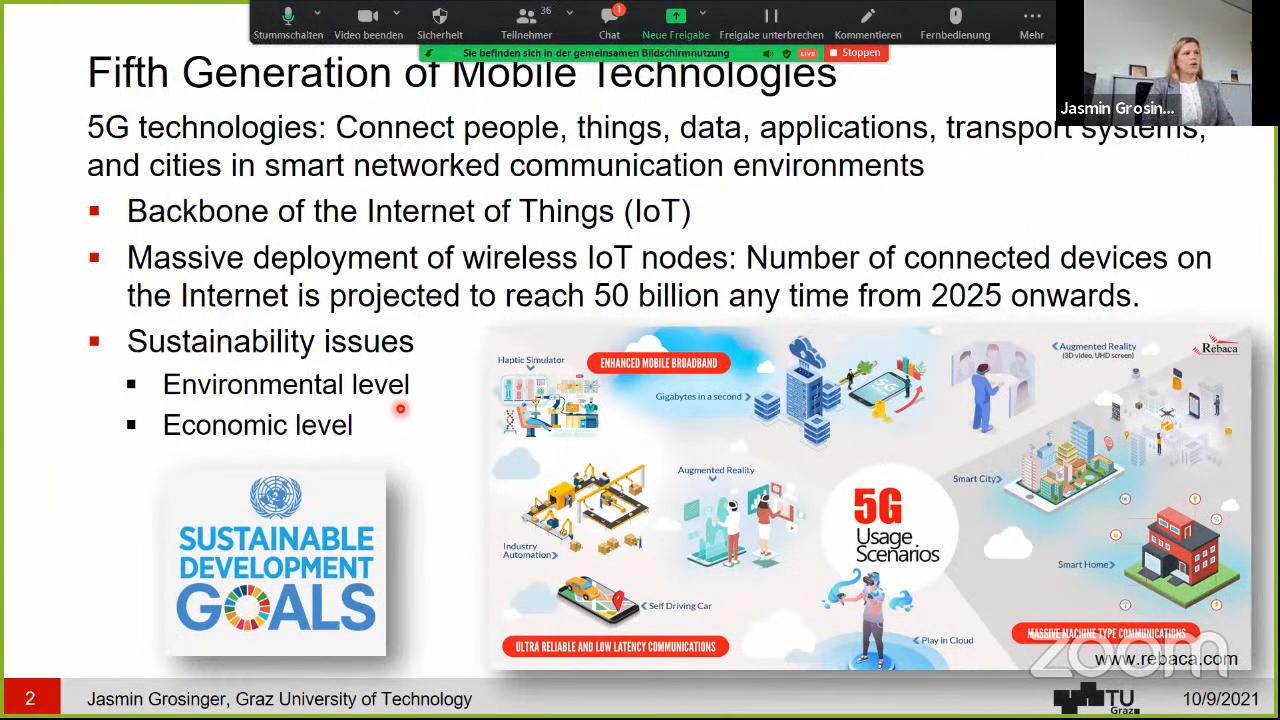 36
1
Stummschalten
Video beenden
Sicherheit
Teilnehmer
Chat
Neue Freigabe
Freigabe unterbrechen
Kommentieren
Fernbedienung
Mehr
Sie befinden sich in der gemeinsamen Bildschirmnutzung
LIVE
Stoppen
Jasmin Grosin...
Fifth Generation of Mobile Technologies
5G technologies: Connect people, things, data, applications, transport systems,
and cities in smart networked communication environments
Backbone of the Internet of Things (IoT)
Massive deployment of wireless IoT nodes: Number of connected devices on
the Internet is projected to reach 50 billion any time from 2025 onwards.
Sustainability issues
Environmental level
Economic level
SUSTAINABLE
DEVELOPMENT
GOALS
Haptic Simulator
ENHANCED MOBILE BROADBAND
Gigabytes in a second
5G
Augmented Reality
(3D video, UHD screen)
Rebaca
Augmented Reality
Smart City
5G
Usage
Scenarios
Industry
Automation
Smart Home
Self Driving Car
Play in Cloud
ULTRA RELIABLE AND LOW LATENCY COMMUNICATIONS
MASSIVE MACHINE TYPE COMMUNICATIONS
zoom
www.rebaca.com
2
Jasmin Grosinger, Graz University of Technology
TU
Graz
10/9/2021